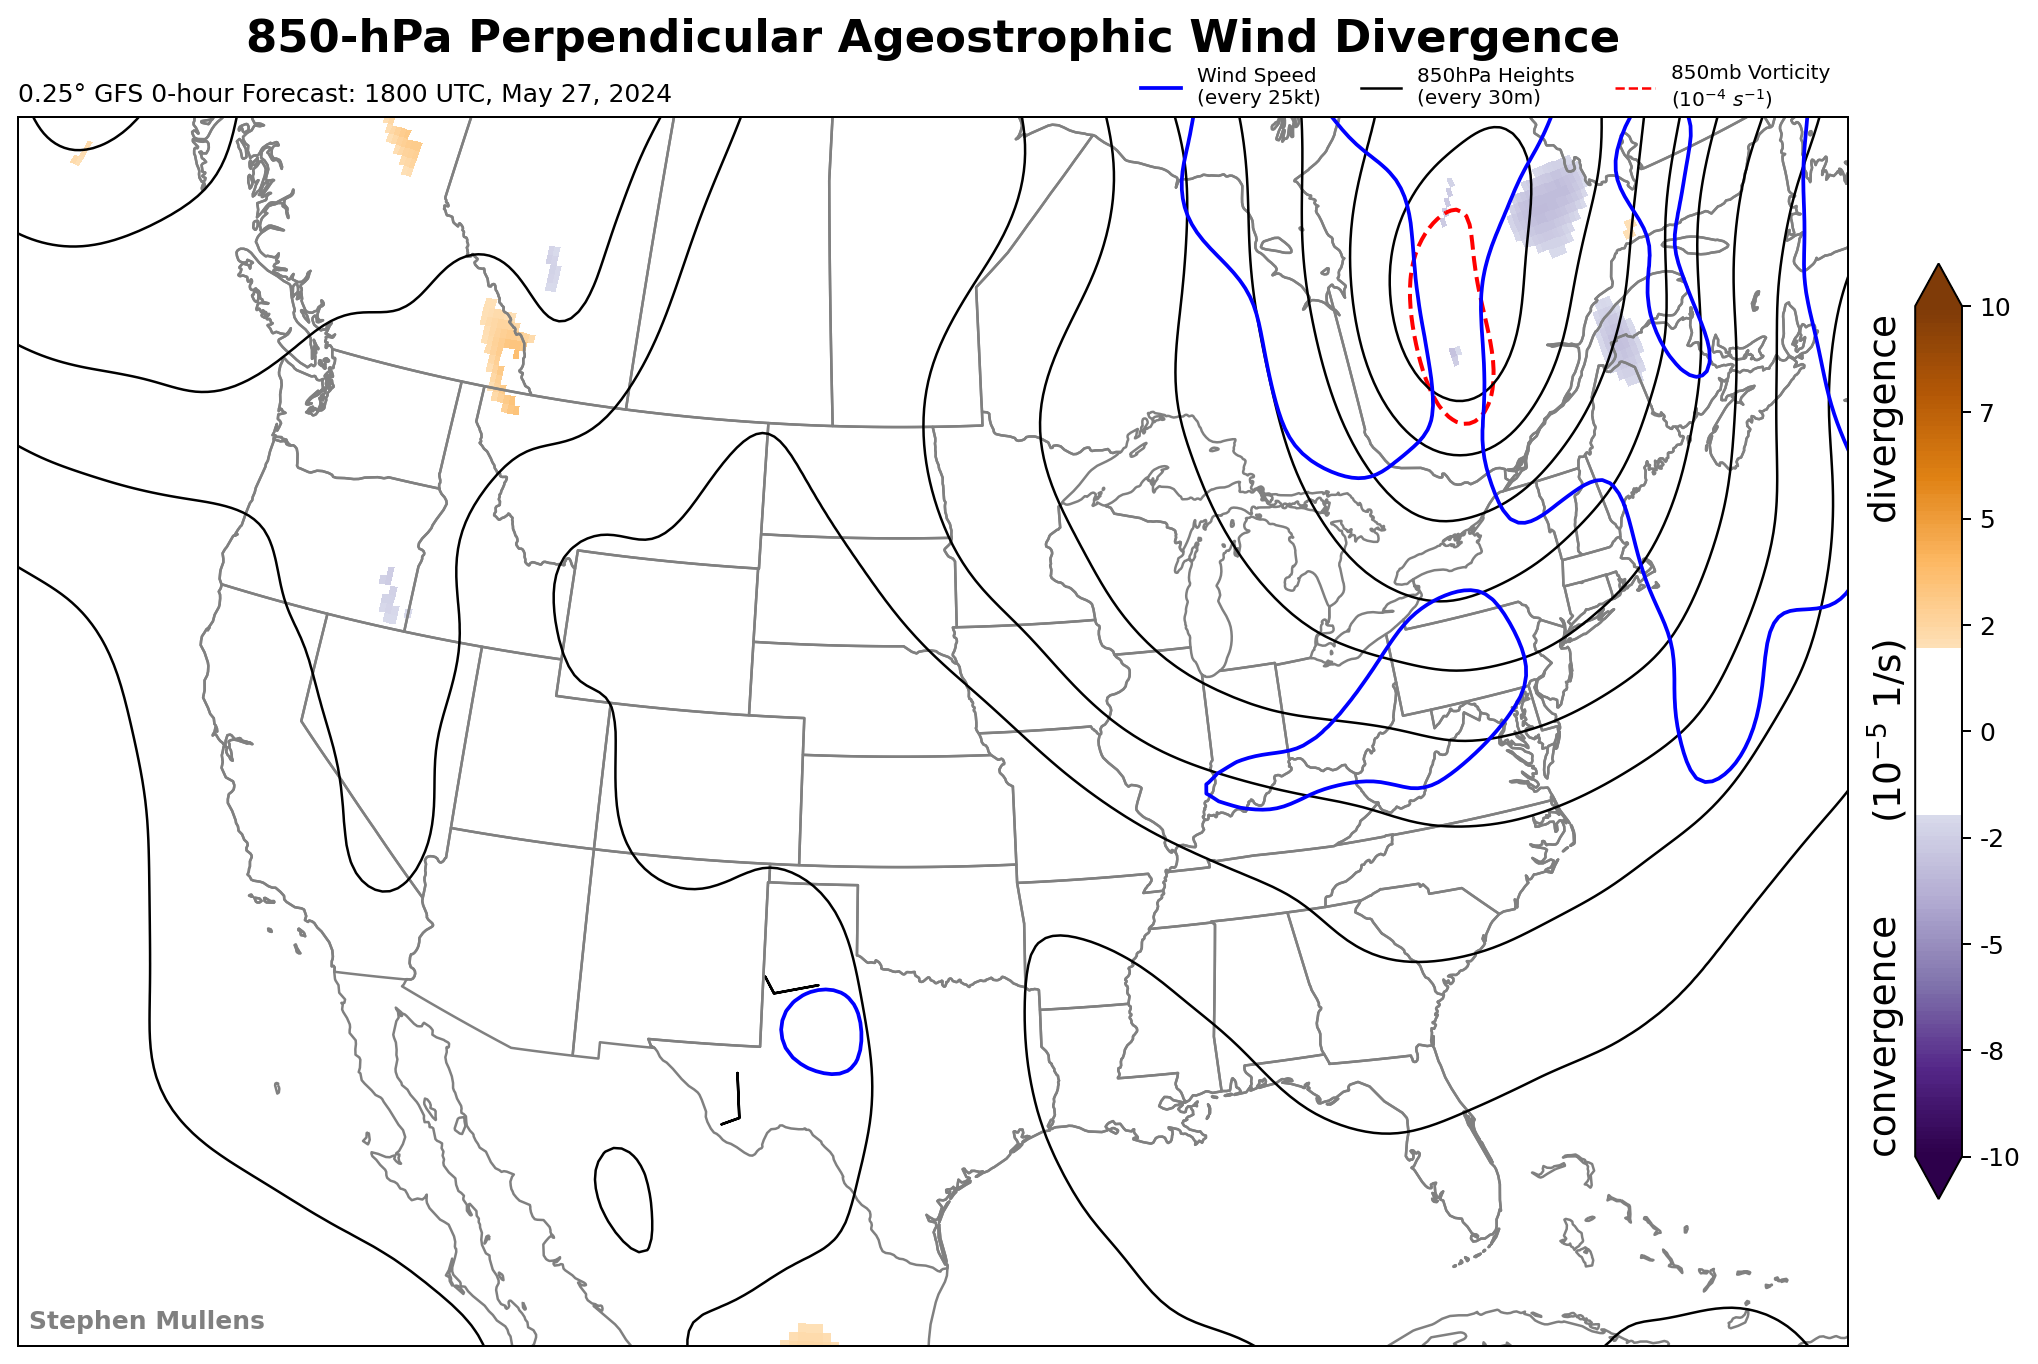 850-hPa Perpendicular Ageostrophic Wind Divergence
0.25° GFS 0-hour Forecast: 1800 UTC, May 27, 2024
Wind Speed
(every 25kt)
850hPa Heights
(every 30m)
850mb Vorticity
(10⁻⁴ s⁻¹)
10
7
5
2
0
-2
-5
-8
-10
convergence (10⁻⁵ 1/s) divergence
Stephen Mullens